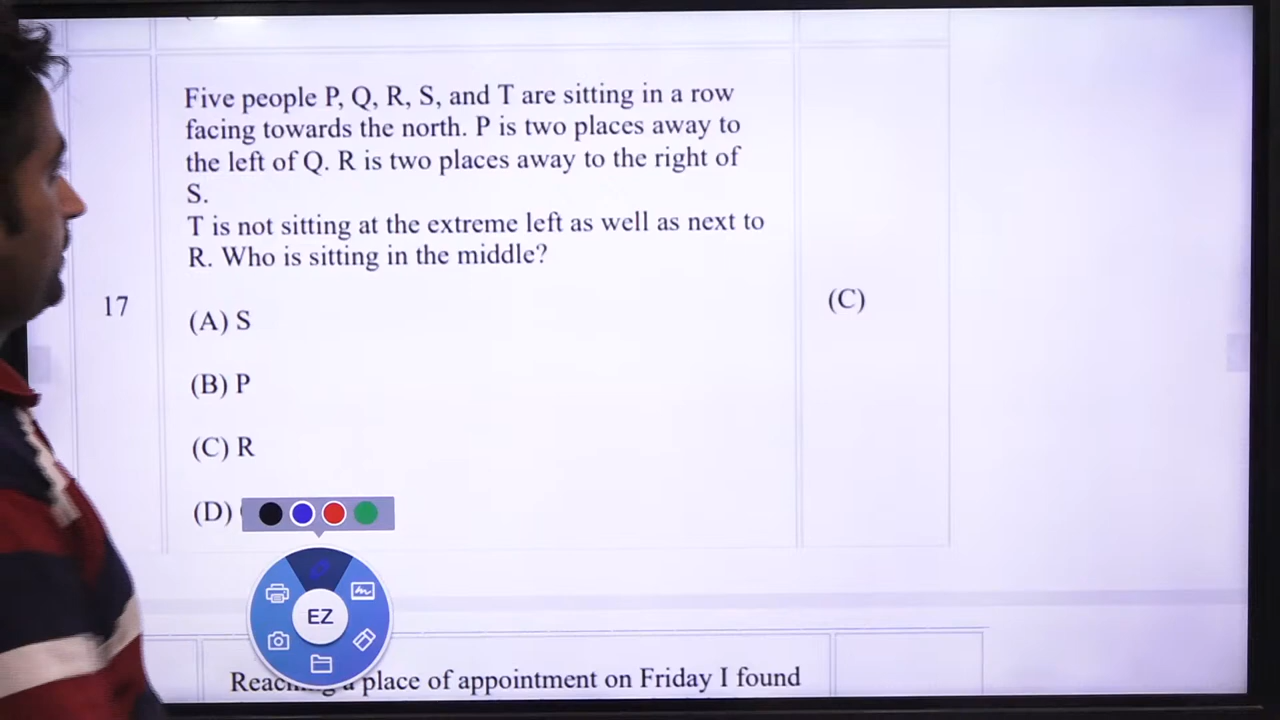 Five people P, Q, R, S, and T are sitting in a row
facing towards the north. P is two places away to
the left of Q. R is two places away to the right of
S.
T is not sitting at the extreme left as well as next to
R. Who is sitting in the middle?
17
(A) S
(C)
(B) P
(C) R
(D)
EZ
place of appointment on Friday I found